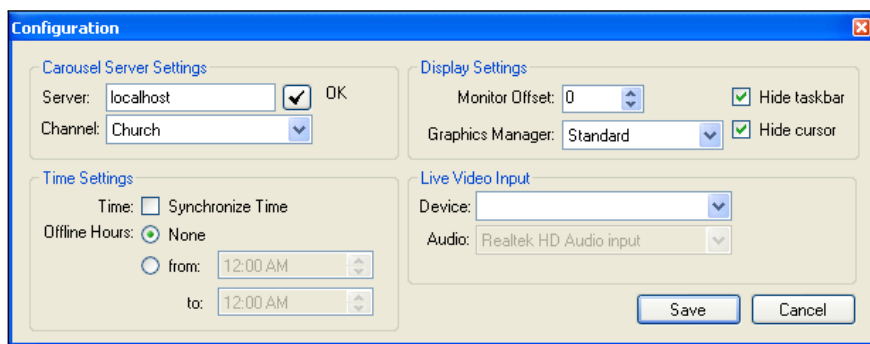 Configuration
Carousel Server Settings
Server: localhost OK
Channel: Church
Display Settings
Monitor Offset: 0 Hide taskbar
Graphics Manager: Standard Hide cursor
Time Settings
Time: Synchronize Time
Offline Hours: None
from: 12:00 AM
to: 12:00 AM
Live Video Input
Device:
Audio: Realtek HD Audio input
Save Cancel